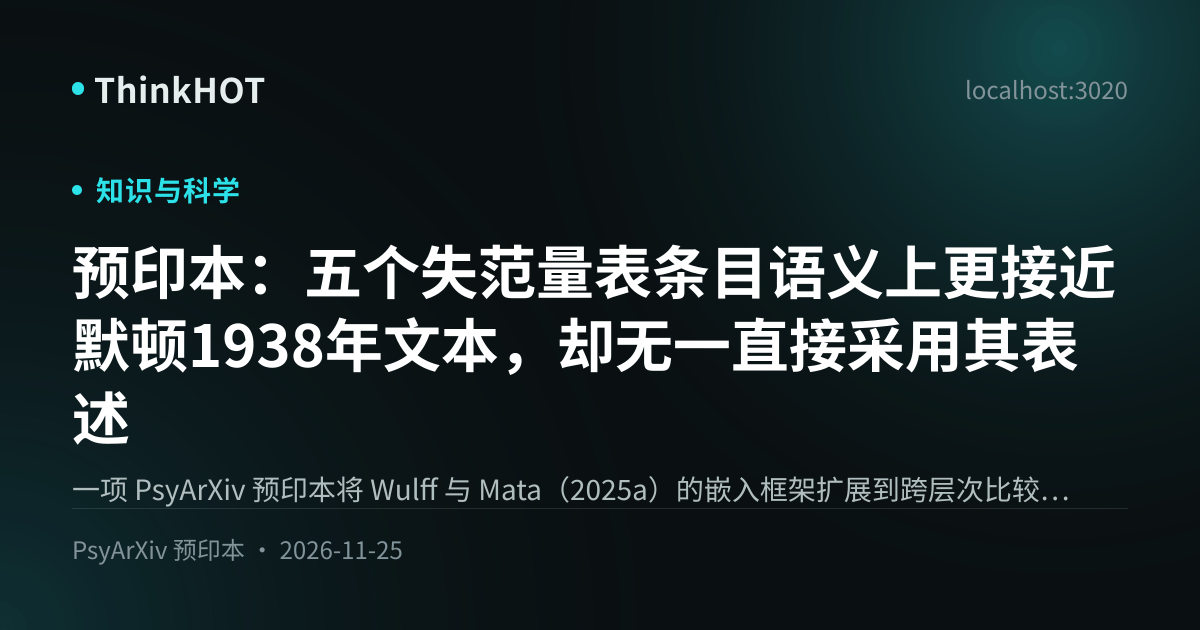 ThinkHOT
localhost:3020
知识与科学
预印本：五个失范量表条目语义上更接近
默顿1938年文本，却无一直接采用其表
述
一项 PsyArXiv 预印本将 Wulff 与 Mata（2025a）的嵌入框架扩展到跨层次比较…
PsyArXiv 预印本 · 2026-11-25